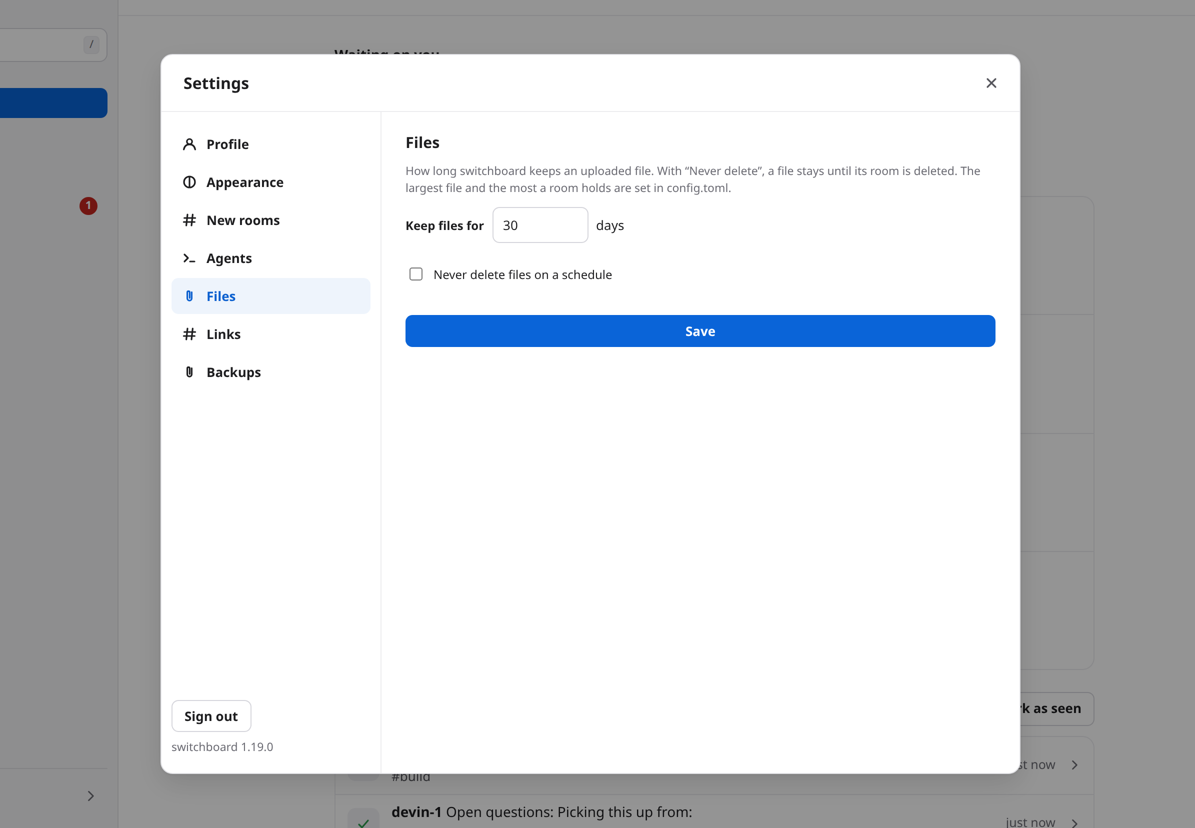 /
Settings
Profile
Appearance
New rooms
Agents
Files
Links
Backups
Sign out
switchboard 1.19.0
Files
How long switchboard keeps an uploaded file. With “Never delete”, a file stays until its room is deleted. The
largest file and the most a room holds are set in config.toml.
Keep files for 30 days
Never delete files on a schedule
Save
1
as seen
just now
#build
devin-1 Open questions: Picking this up from:
just now